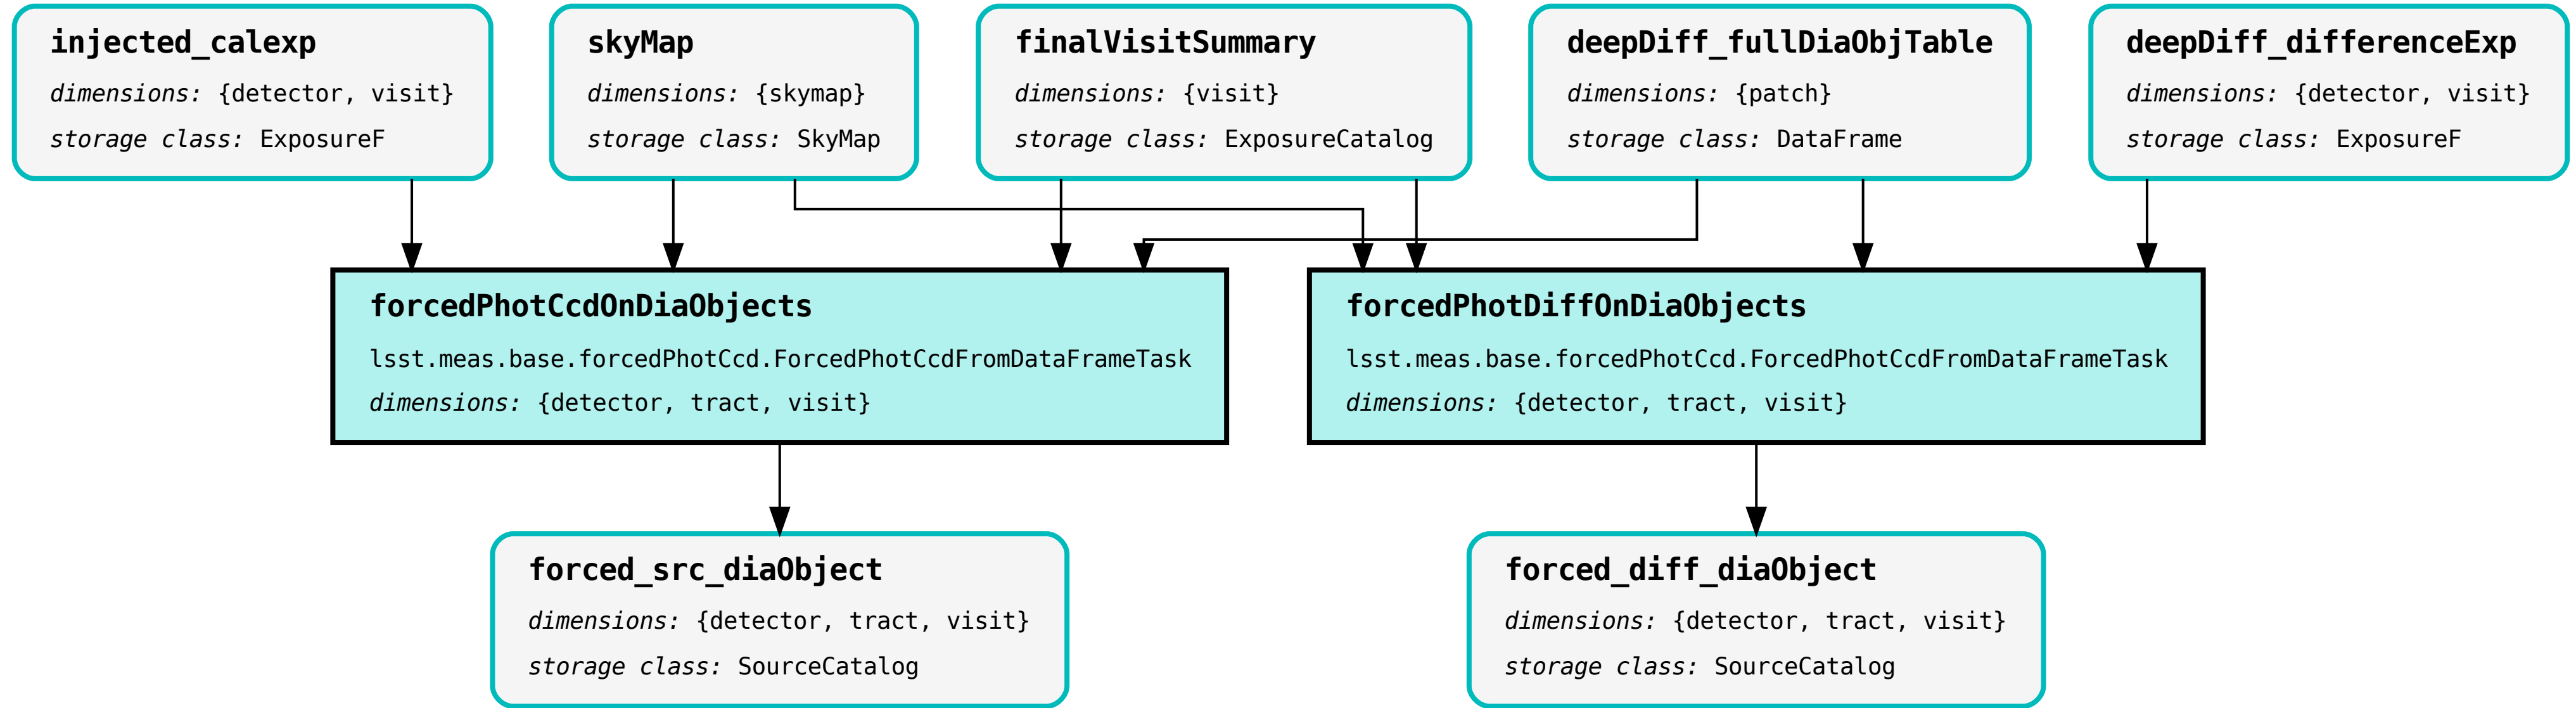 injected_calexp
dimensions: {detector, visit}
storage class: ExposureF
skyMap
dimensions: {skymap}
storage class: SkyMap
finalVisitSummary
dimensions: {visit}
storage class: ExposureCatalog
deepDiff_fullDiaObjTable
dimensions: {patch}
storage class: DataFrame
deepDiff_differenceExp
dimensions: {detector, visit}
storage class: ExposureF
forcedPhotCcdOnDiaObjects
lsst.meas.base.forcedPhotCcd.ForcedPhotCcdFromDataFrameTask
dimensions: {detector, tract, visit}
forcedPhotDiffOnDiaObjects
lsst.meas.base.forcedPhotCcd.ForcedPhotCcdFromDataFrameTask
dimensions: {detector, tract, visit}
forced_src_diaObject
dimensions: {detector, tract, visit}
storage class: SourceCatalog
forced_diff_diaObject
dimensions: {detector, tract, visit}
storage class: SourceCatalog